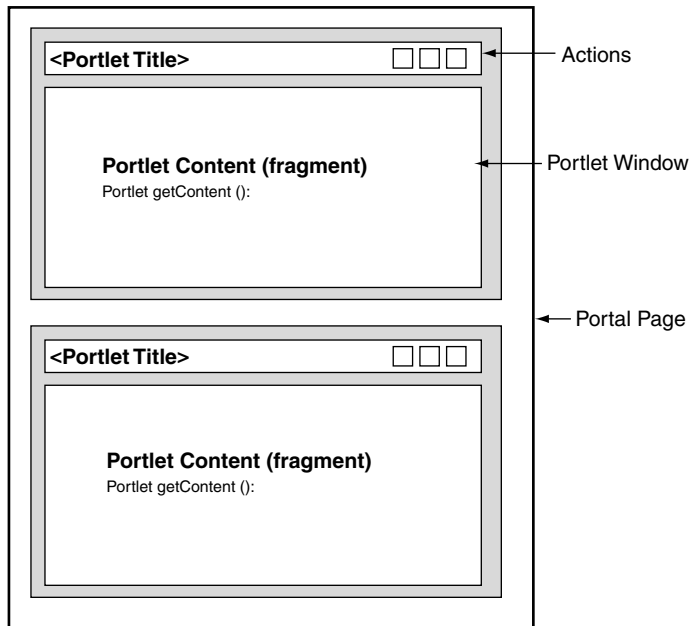 <Portlet Title>
Actions
Portlet Content (fragment)
Portlet getContent ():
Portlet Window
Portal Page
<Portlet Title>
Portlet Content (fragment)
Portlet getContent ():